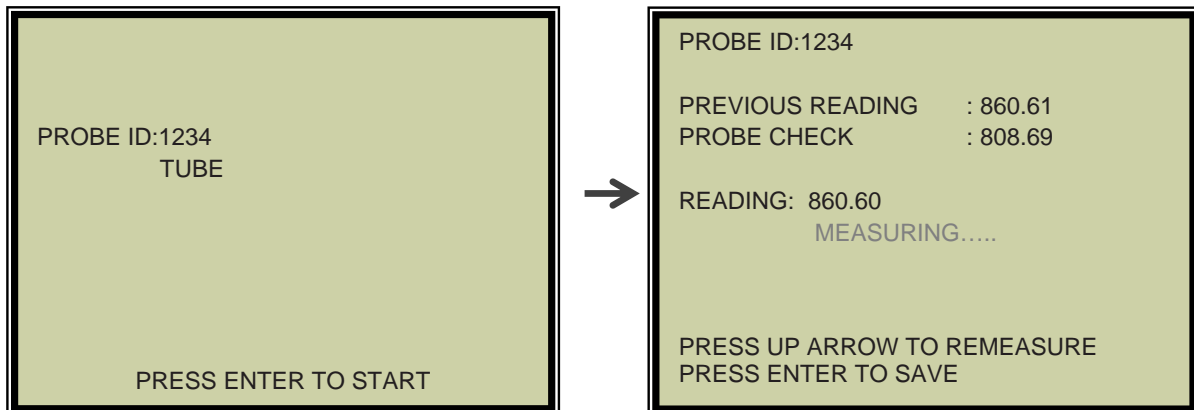 PROBE ID:1234
TUBE
PRESS ENTER TO START
PROBE ID:1234
PREVIOUS READING : 860.61
PROBE CHECK : 808.69
READING: 860.60
MEASURING.....
PRESS UP ARROW TO REMEASURE
PRESS ENTER TO SAVE